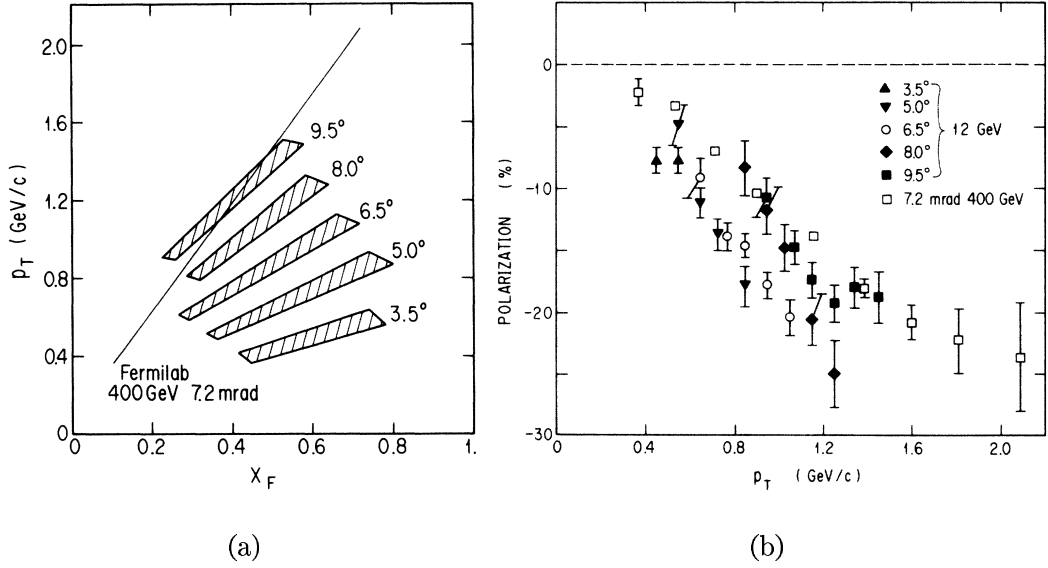 2.0
1.6
1.2
0.8
0.4
0
p_T (GeV/c)
9.5°
8.0°
6.5°
5.0°
3.5°
Fermilab
400 GeV 7.2 mrad
0 0.2 0.4 0.6 0.8 1.
X_F
(a)
0
-10
-20
-30
POLARIZATION (%)
3.5°
5.0°
6.5°
8.0°
9.5°
12 GeV
7.2 mrad 400 GeV
0 0.4 0.8 1.2 1.6 2.0
p_T (GeV/c)
(b)